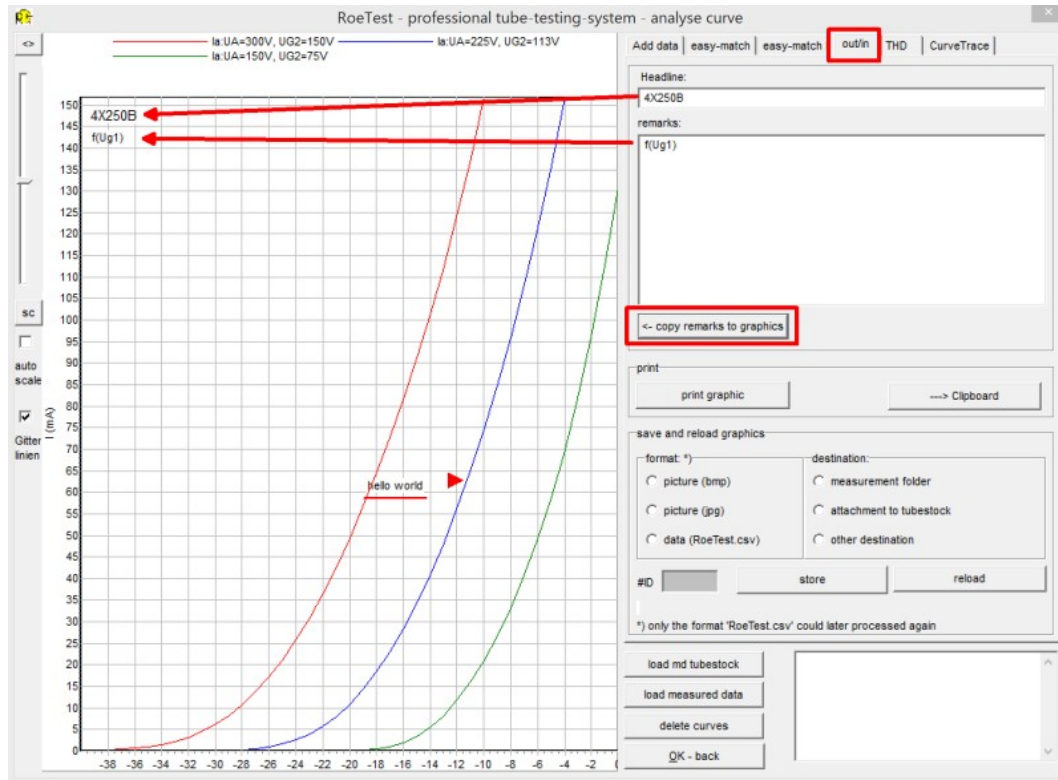 RoeTest - professional tube-testing-system - analyse curve
<>
Ia:UA=300V, UG2=150V
Ia:UA=225V, UG2=113V
Ia:UA=150V, UG2=75V
sc
auto
scale
Gitter
linien
I (mA)
150
145
140
135
130
125
120
115
110
105
100
95
90
85
80
75
70
65
60
55
50
45
40
35
30
25
20
15
10
5
0
4X250B
f(Ug1)
hello world
-38 -36 -34 -32 -30 -28 -26 -24 -22 -20 -18 -16 -14 -12 -10 -8 -6 -4 -2 0
Add data easy-match easy-match out/in THD CurveTrace
Headline:
4X250B
remarks:
f(Ug1)
<- copy remarks to graphics
print
print graphic
---> Clipboard
save and reload graphics
format: *)
picture (bmp)
picture (jpg)
data (RoeTest.csv)
destination:
measurement folder
attachment to tubestock
other destination
#ID
store
reload
*) only the format 'RoeTest.csv' could later processed again
load md tubestock
load measured data
delete curves
OK - back